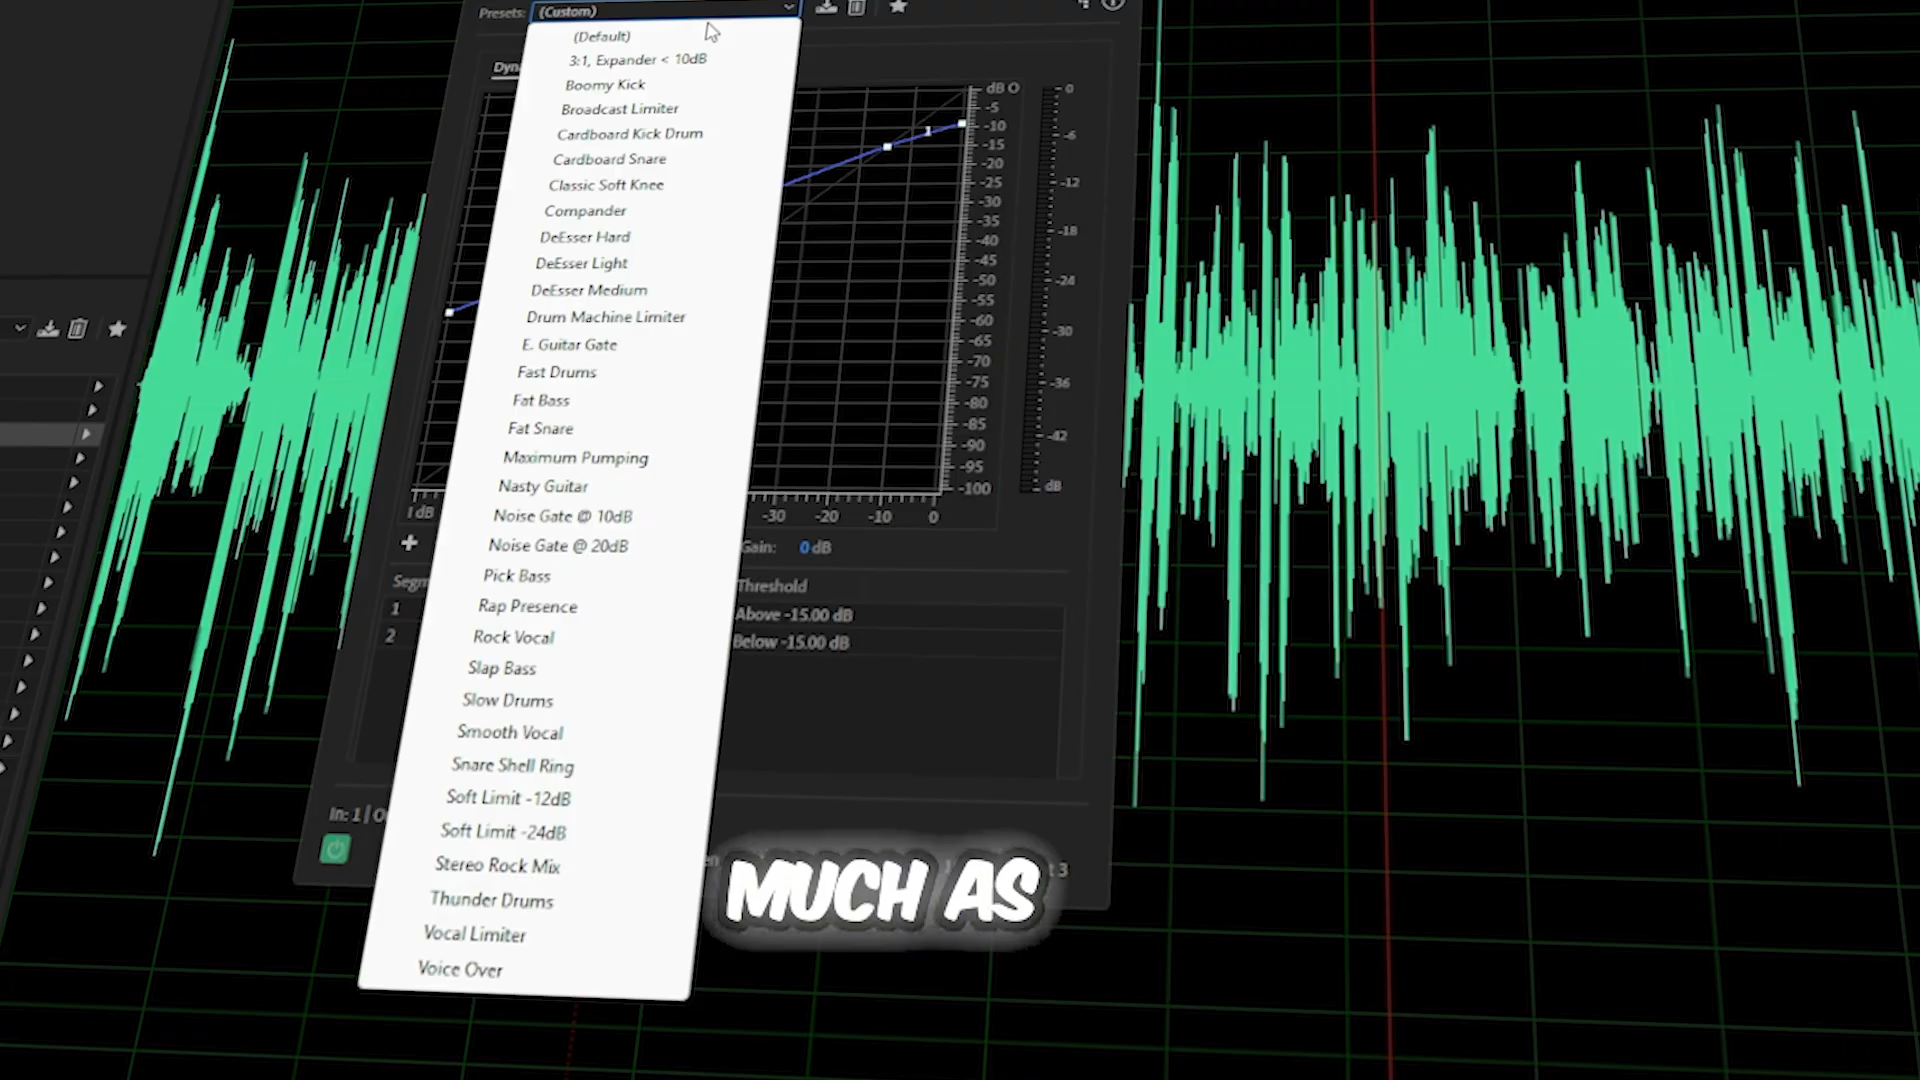 Presets: (Custom)
(Default)
3:1, Expander < 10dB
Boomy Kick
Broadcast Limiter
Cardboard Kick Drum
Cardboard Snare
Classic Soft Knee
Compander
DeEsser Hard
DeEsser Light
DeEsser Medium
Drum Machine Limiter
E. Guitar Gate
Fast Drums
Fat Bass
Fat Snare
Maximum Pumping
Nasty Guitar
Noise Gate @ 10dB
Noise Gate @ 20dB
Pick Bass
Rap Presence
Rock Vocal
Slap Bass
Slow Drums
Smooth Vocal
Snare Shell Ring
Soft Limit -12dB
Soft Limit -24dB
Stereo Rock Mix
Thunder Drums
Vocal Limiter
Voice Over
dB 0
-5
-10
-15
-20
-25
-30
-35
-40
-45
-50
-55
-60
-65
-70
-75
-80
-85
-90
-95
-100
1
0
-6
-12
-18
-24
-30
-36
-42
dB
dB
-30 -20 -10 0
Gain: 0 dB
Threshold
1 Above -15.00 dB
2 Below -15.00 dB
In: 1 |
MUCH AS